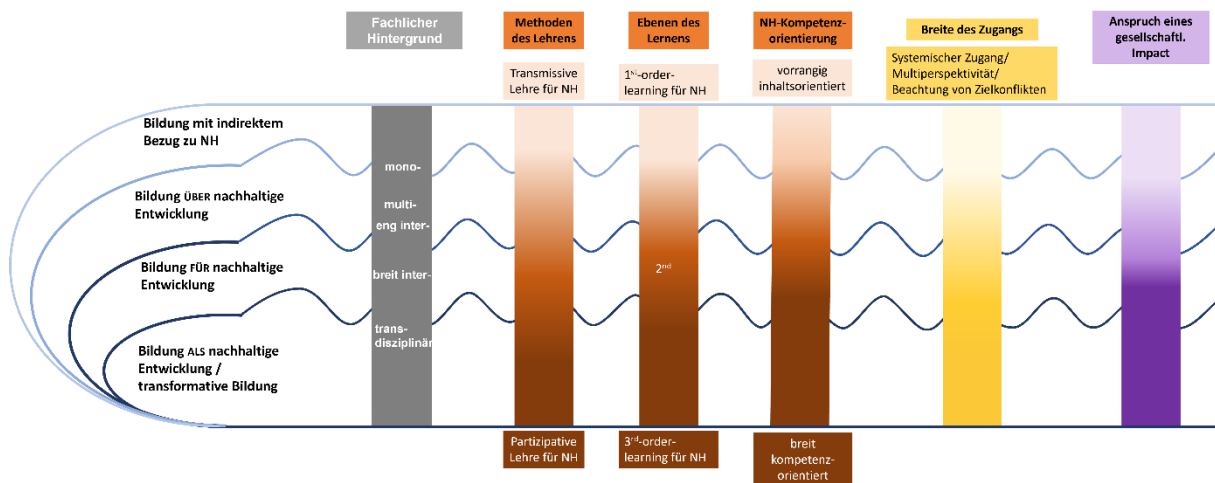 Fachlicher
Hintergrund
Methoden
des Lehrens
Ebenen des
Lernens
NH-Kompetenz-
orientierung
Breite des Zugangs
Anspruch eines
gesellschaftl.
Impact
Transmissive
Lehre für NH
1st-order-
learning für NH
vorrangig
inhaltsorientiert
Systemischer Zugang/
Multiperspektivität/
Beachtung von Zielkonflikten
Bildung mit indirektem
Bezug zu NH
Bildung ÜBER nachhaltige
Entwicklung
Bildung FÜR nachhaltige
Entwicklung
Bildung ALS nachhaltige
Entwicklung /
transformative Bildung
mono-
multi-
eng inter-
breit inter-
trans-
disziplinär
2nd
Partizipative
Lehre für NH
3rd-order-
learning für NH
breit
kompetenz-
orientiert